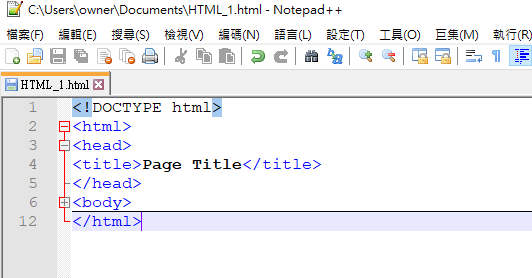 C:\Users\owner\Documents\HTML_1.html - Notepad++
檔案(F) 編輯(E) 搜尋(S) 檢視(V) 編碼(N) 語言(L) 設定(T) 工具(O) 巨集(M) 執行(R)
HTML_1.html
1 <!DOCTYPE html>
2 <html>
3 <head>
4 <title>Page Title</title>
5 </head>
6 <body>
12 </html>